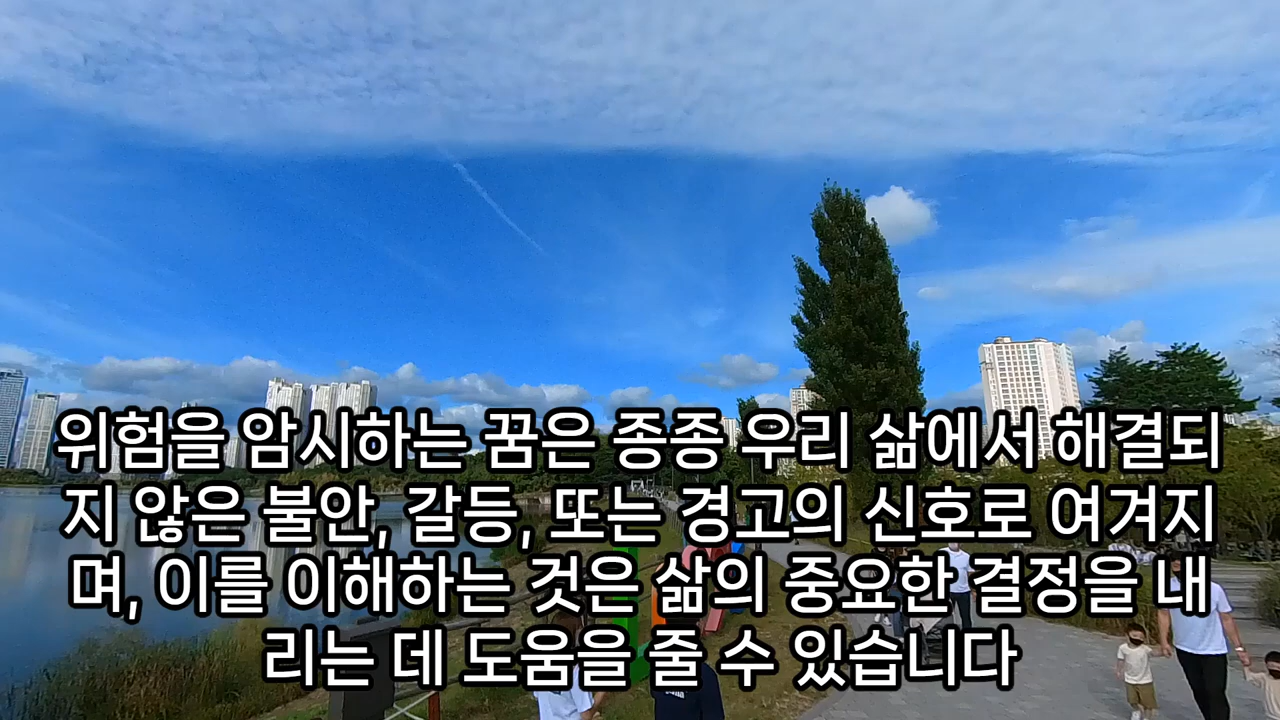 위험을 암시하는 꿈은 종종 우리 삶에서 해결되
지 않은 불안, 갈등, 또는 경고의 신호로 여겨지
며, 이를 이해하는 것은 삶의 중요한 결정을 내
리는 데 도움을 줄 수 있습니다